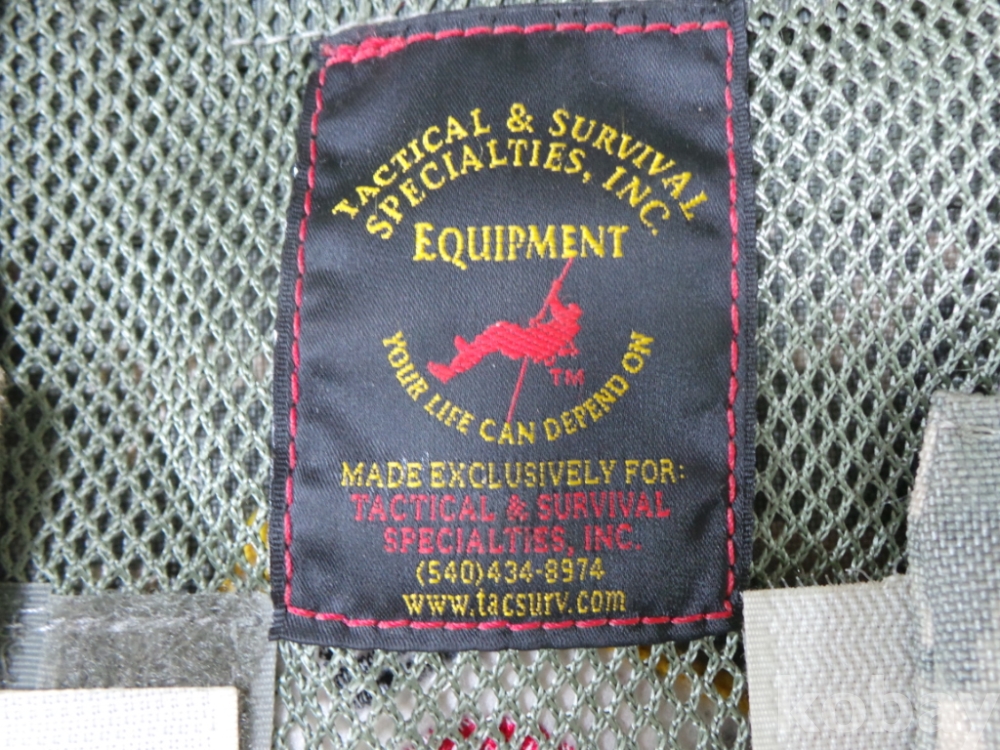 TACTICAL & SURVIVAL
SPECIALTIES, INC.
EQUIPMENT
TM
YOUR LIFE CAN DEPEND ON
MADE EXCLUSIVELY FOR:
TACTICAL & SURVIVAL
SPECIALTIES, INC.
(540)434-8974
www.tacsurv.com